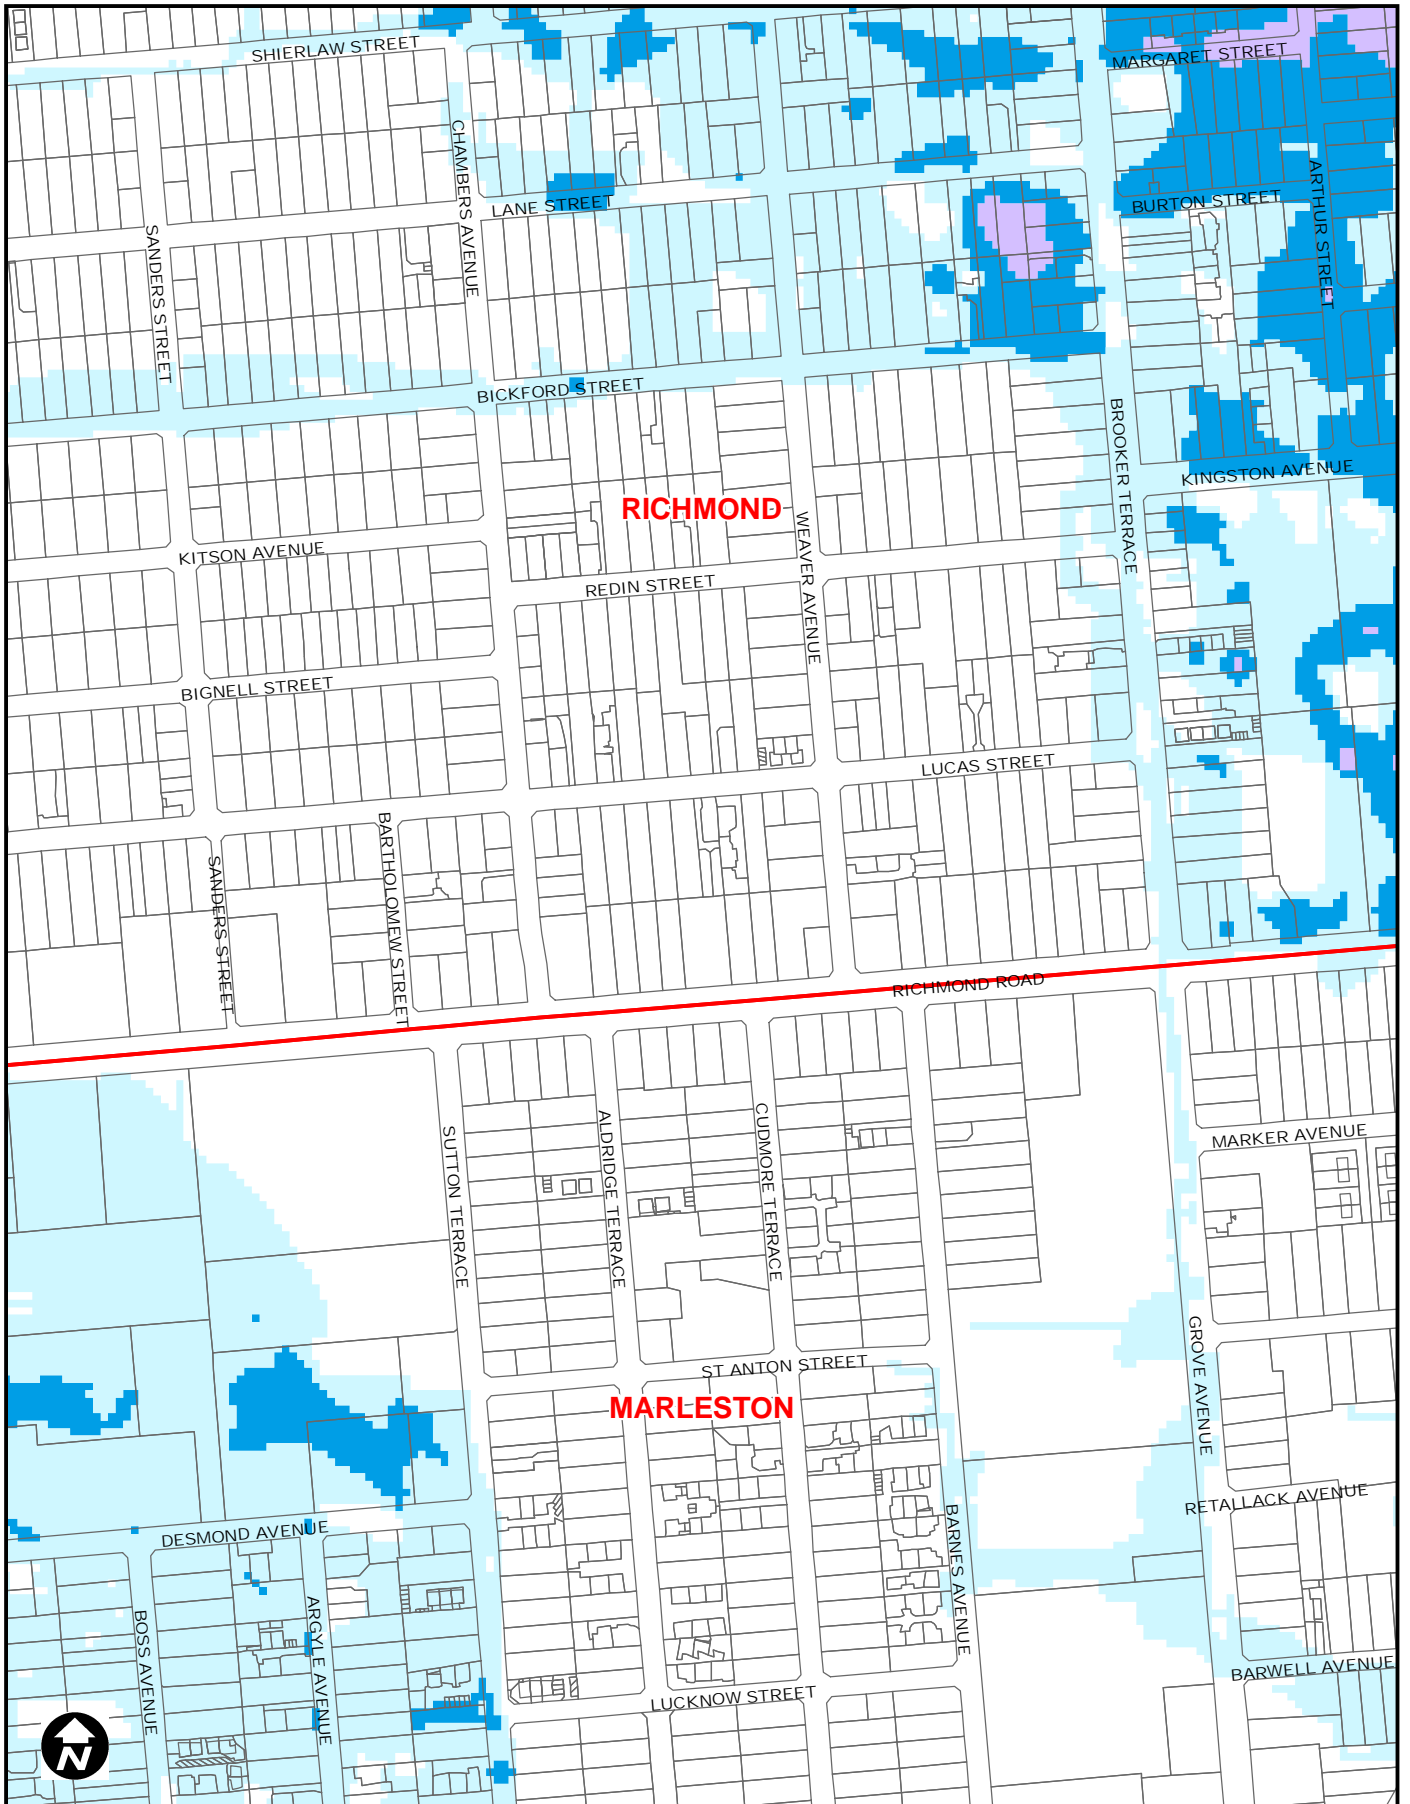 SHIERLAW STREET
MARGARET STREET
CHAMBERS AVENUE
LANE STREET
ARTHUR STREET
BURTON STREET
SANDERS STREET
BICKFORD STREET
BROOKER TERRACE
KINGSTON AVENUE
RICHMOND
WEAVER AVENUE
KITSON AVENUE
REDIN STREET
BIGNELL STREET
LUCAS STREET
BARTHOLOMEW STREET
SANDERS STREET
RICHMOND ROAD
SUTTON TERRACE
ALDRIDGE TERRACE
CUDMORE TERRACE
MARKER AVENUE
GROVE AVENUE
ST ANTON STREET
MARLESTON
RETALLACK AVENUE
DESMOND AVENUE
BARNES AVENUE
BOSS AVENUE
ARGYLE AVENUE
BARWELL AVENUE
LUCKNOW STREET
N